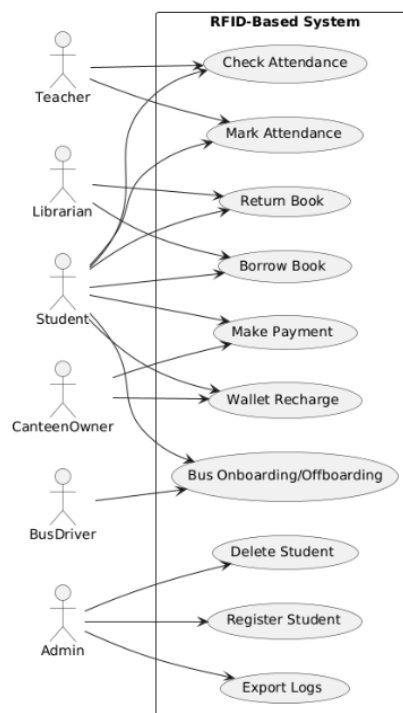 RFID-Based System
Check Attendance
Teacher
Mark Attendance
Librarian
Return Book
Borrow Book
Student
Make Payment
CanteenOwner
Wallet Recharge
Bus Onboarding/Offboarding
BusDriver
Delete Student
Admin
Register Student
Export Logs